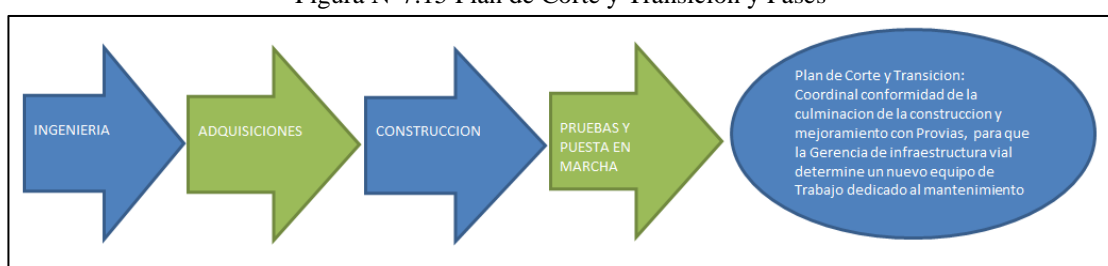 Figura N°7.13 Plan de Corte y Transición y Fases
INGENIERIA
ADQUISICIONES
CONSTRUCCION
PRUEBAS Y
PUESTA EN
MARCHA
Plan de Corte y Transicion:
Coordinal conformidad de la
culminacion de la construccion y
mejoramiento con Provias, para que
la Gerencia de infraestructura vial
determine un nuevo equipo de
Trabajo dedicado al mantenimiento